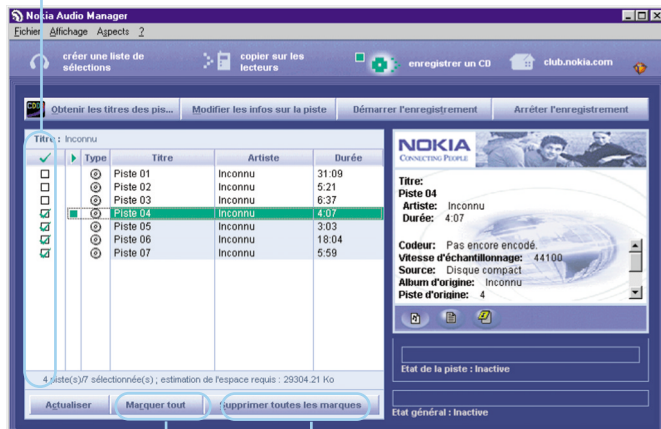 Nokia Audio Manager
Fichier Affichage Aspects ?
créer une liste de sélections
copier sur les lecteurs
enregistrer un CD
club.nokia.com
Obtenir les titres des pis... Modifier les infos sur la piste Démarrer l'enregistrement Arrêter l'enregistrement
Titre : Inconnu
Type Titre Artiste Durée
Piste 01 Inconnu 31:09
Piste 02 Inconnu 5:21
Piste 03 Inconnu 6:37
Piste 04 Inconnu 4:07
Piste 05 Inconnu 3:03
Piste 06 Inconnu 18:04
Piste 07 Inconnu 5:59
4 piste(s)/7 sélectionnée(s) ; estimation de l'espace requis : 29304.21 Ko
Actualiser Marquer tout Supprimer toutes les marques
NOKIA
CONNECTING PEOPLE
Titre:
Piste 04
Artiste: Inconnu
Durée: 4:07
Codeur: Pas encore encodé.
Vitesse d'échantillonnage: 44100
Source: Disque compact
Album d'origine: Inconnu
Piste d'origine: 4
Etat de la piste : Inactive
Etat général : Inactive